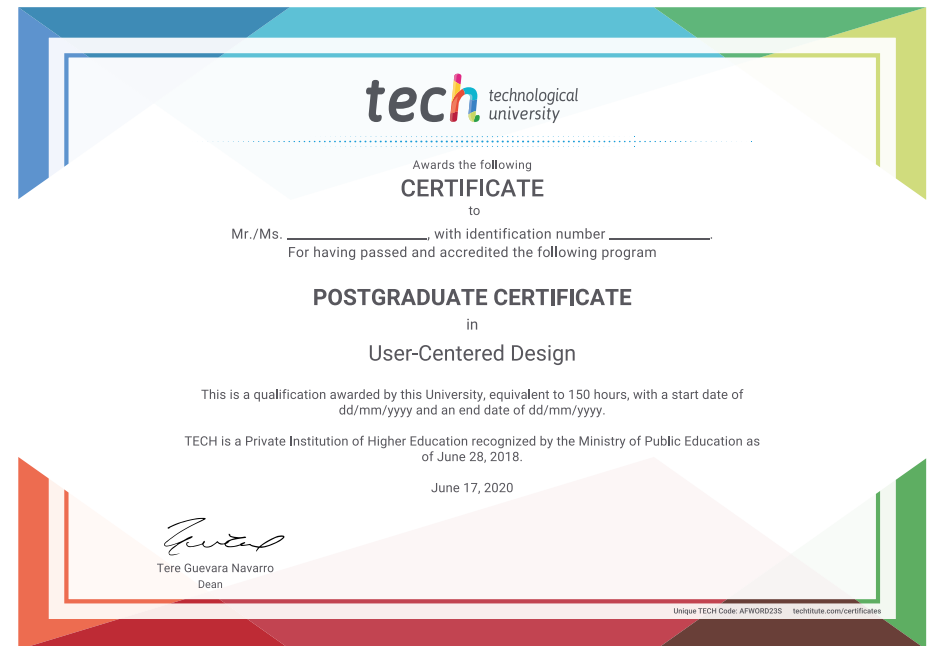 tech technological
university
Awards the following
CERTIFICATE
to
Mr./Ms. ____________________, with identification number ______________.
For having passed and accredited the following program
POSTGRADUATE CERTIFICATE
in
User-Centered Design
This is a qualification awarded by this University, equivalent to 150 hours, with a start date of
dd/mm/yyyy and an end date of dd/mm/yyyy.
TECH is a Private Institution of Higher Education recognized by the Ministry of Public Education as
of June 28, 2018.
June 17, 2020
Tere Guevara Navarro
Dean
Unique TECH Code: AFWORD23S techtitute.com/certificates